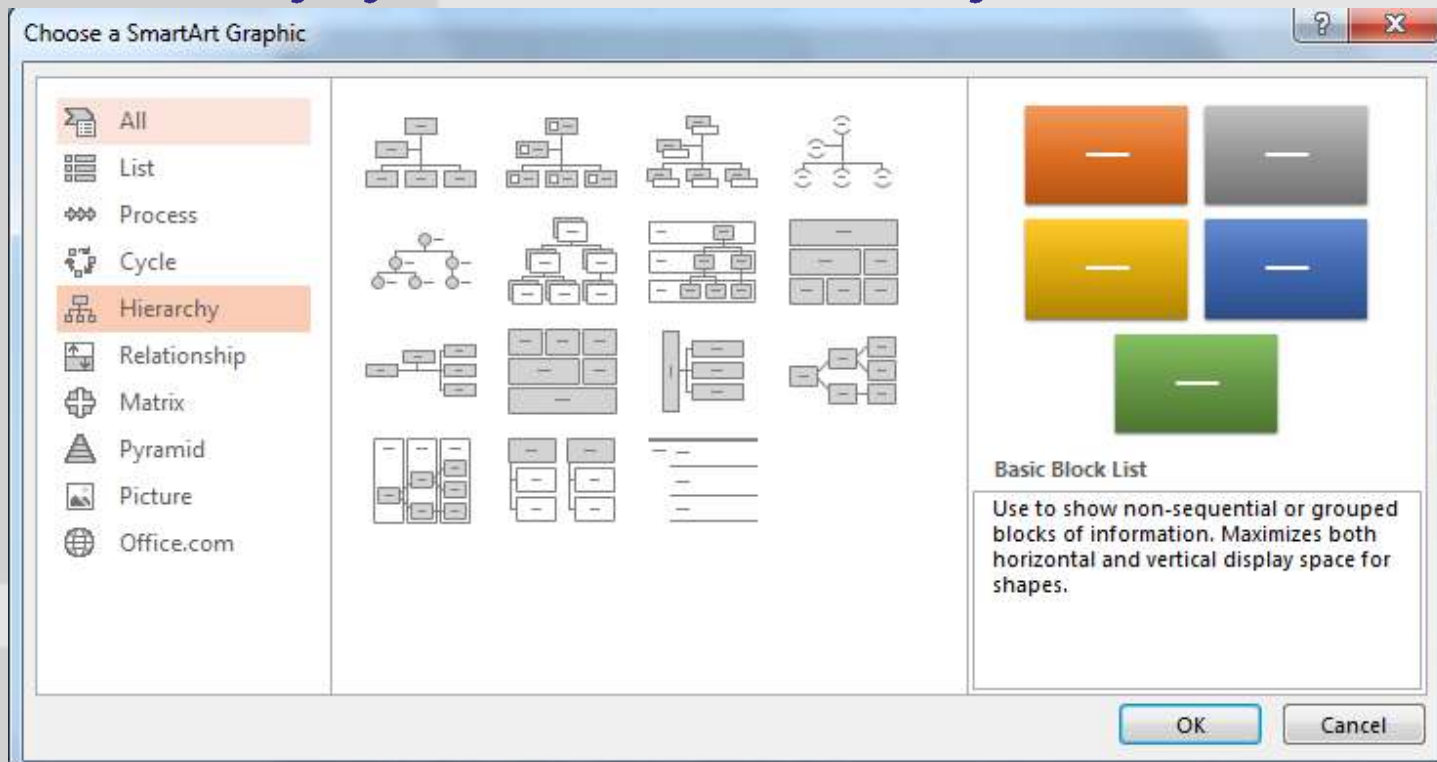 Choose a SmartArt Graphic
All
List
Process
Cycle
Hierarchy
Relationship
Matrix
Pyramid
Picture
Office.com
Basic Block List
Use to show non-sequential or grouped
blocks of information. Maximizes both
horizontal and vertical display space for
shapes.
OK
Cancel